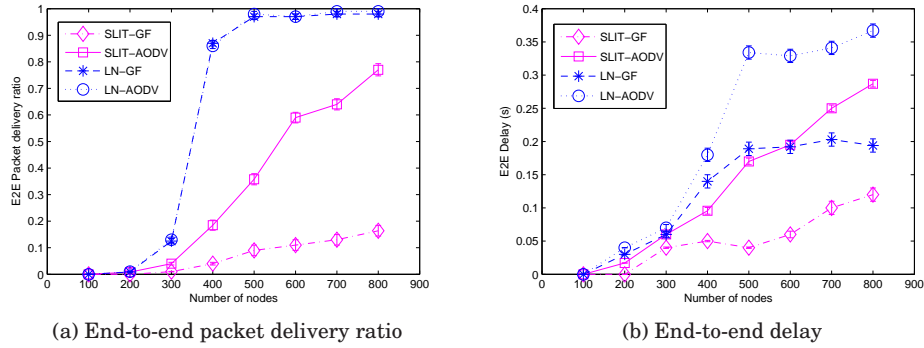 1
0.9
0.8
0.7
0.6
0.5
0.4
0.3
0.2
0.1
0
E2E Packet delivery ratio
SLIT−GF
SLIT−AODV
LN−GF
LN−AODV
100 200 300 400 500 600 700 800 900
Number of nodes
(a) End-to-end packet delivery ratio
0.4
0.35
0.3
0.25
0.2
0.15
0.1
0.05
0
E2E Delay (s)
SLIT−GF
SLIT−AODV
LN−GF
LN−AODV
100 200 300 400 500 600 700 800 900
Number of nodes
(b) End-to-end delay